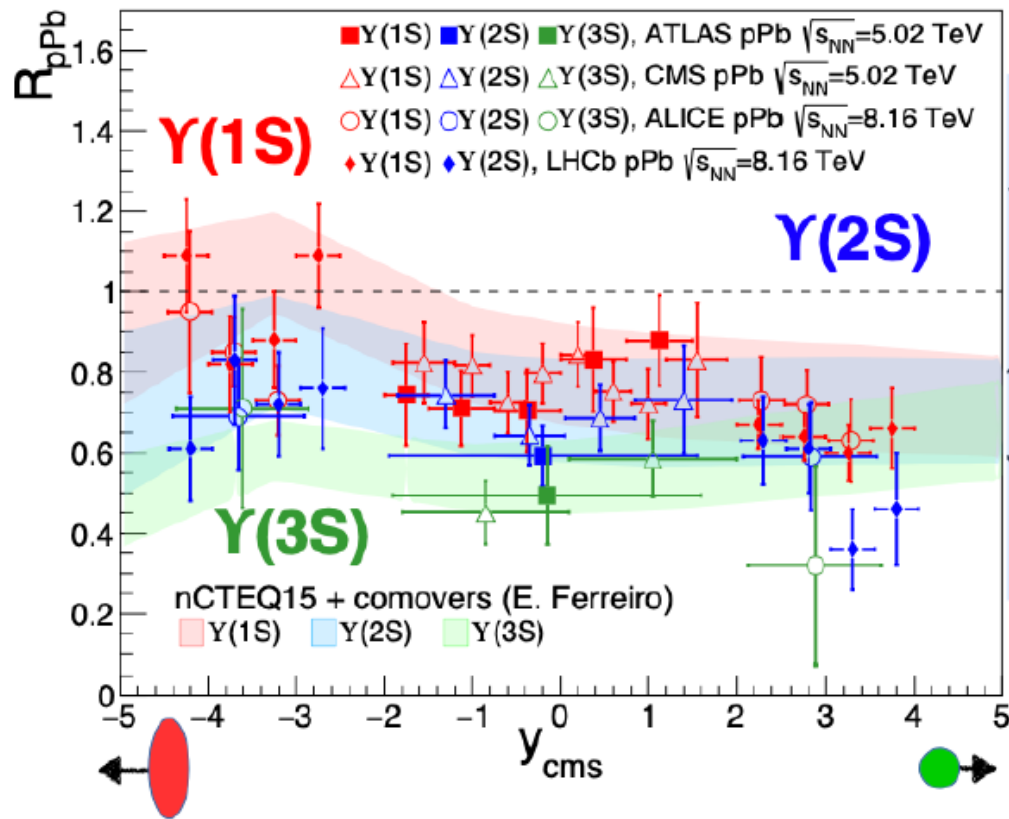 R_pPb
1.6
1.4
1.2
1
0.8
0.6
0.4
0.2
0
ϒ(1S) ϒ(2S) ϒ(3S), ATLAS pPb √s_NN=5.02 TeV
ϒ(1S) ϒ(2S) ϒ(3S), CMS pPb √s_NN=5.02 TeV
ϒ(1S) ϒ(2S) ϒ(3S), ALICE pPb √s_NN=8.16 TeV
ϒ(1S) ϒ(2S), LHCb pPb √s_NN=8.16 TeV
ϒ(1S)
ϒ(2S)
ϒ(3S)
nCTEQ15 + comovers (E. Ferreiro)
ϒ(1S) ϒ(2S) ϒ(3S)
−5 −4 −3 −2 −1 0 1 2 3 4 5
y_cms